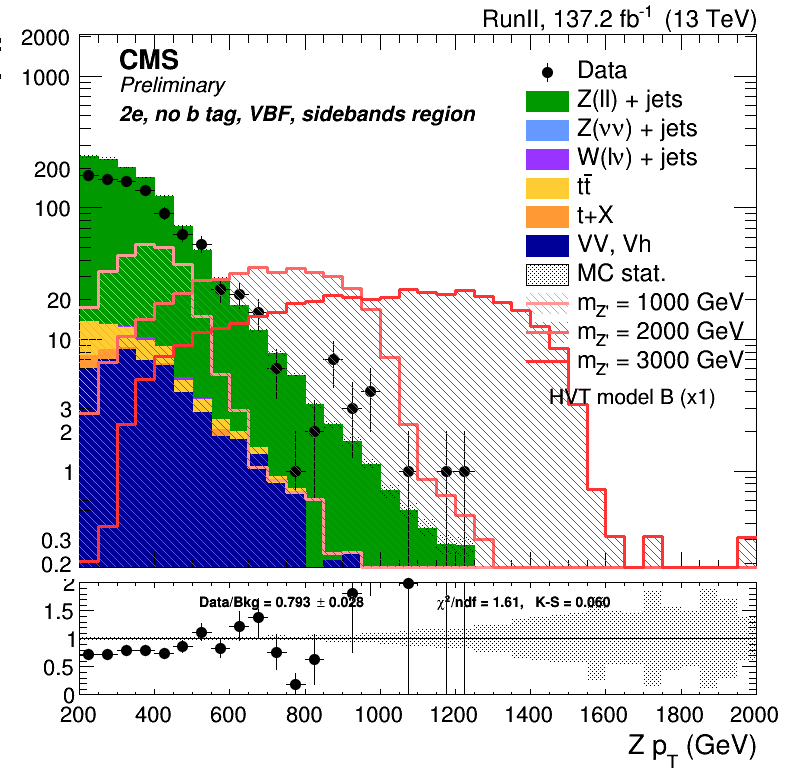 RunII, 137.2 fb⁻¹ (13 TeV)
CMS
Preliminary
2e, no b tag, VBF, sidebands region
Data
Z(ll) + jets
Z(νν) + jets
W(lν) + jets
tt̄
t+X
VV, Vh
MC stat.
m_Z' = 1000 GeV
m_Z' = 2000 GeV
m_Z' = 3000 GeV
HVT model B (x1)
2000
1000
200
100
20
10
3
2
1
0.3
0.2
Data/Bkg = 0.793 ± 0.028
χ²/ndf = 1.61, K-S = 0.060
2
1.5
1
0.5
0
200 400 600 800 1000 1200 1400 1600 1800 2000
Z p_T (GeV)